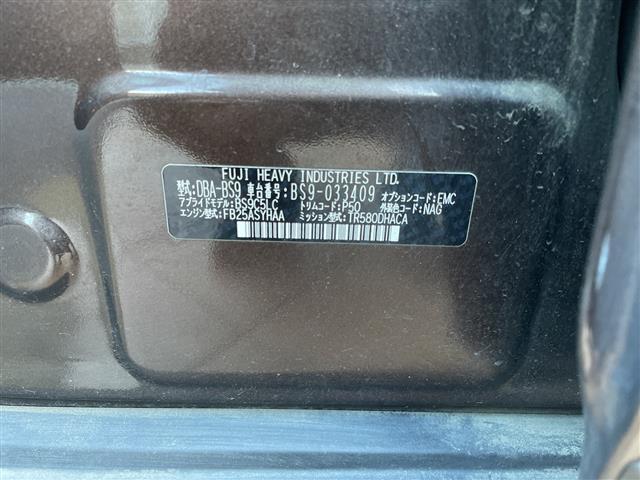 FUJI HEAVY INDUSTRIES LTD.
型式:DBA-BS9 車台番号:BS9-033409 オプションコード:EMC
アプライドモデル:BS9C5LC トリムコード:P50 外装色コード:NAG
エンジン型式:FB25ASYHAA ミッション型式:TR580DHACA